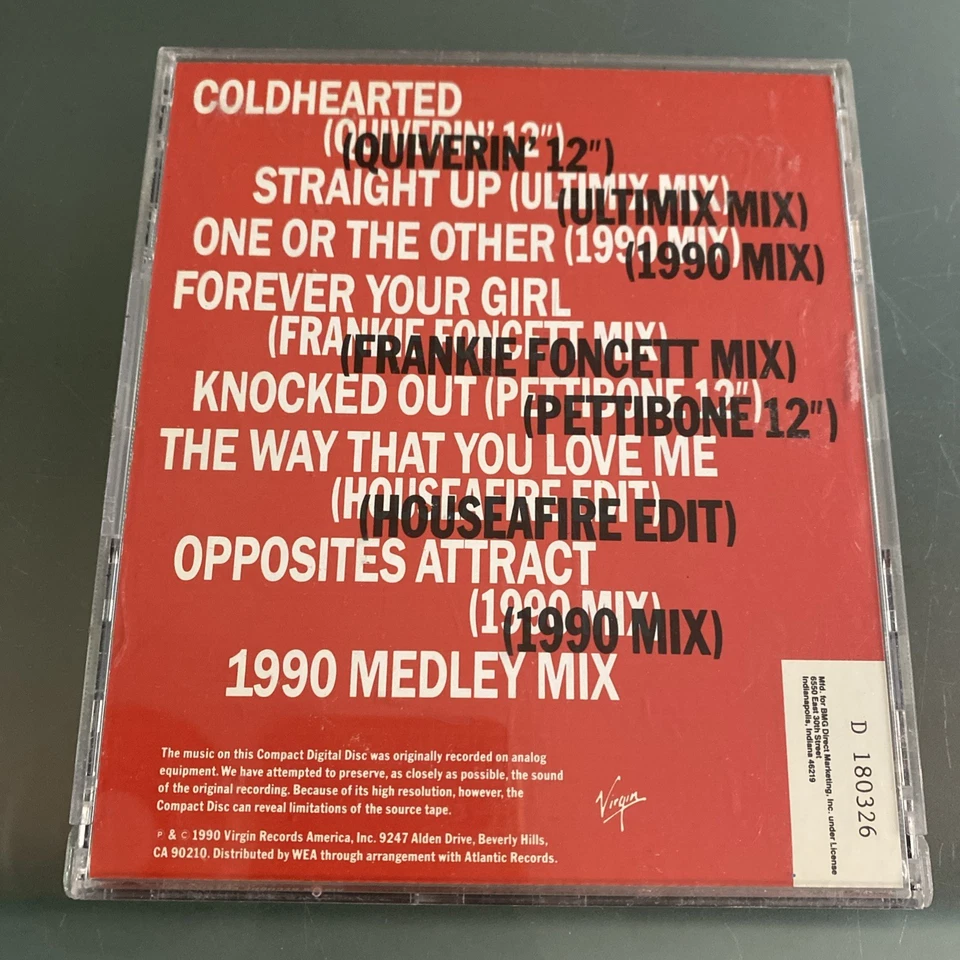 COLDHEARTED
(QUIVERIN' 12")
(QUIVERIN' 12")
STRAIGHT UP (ULTIMIX MIX)
(ULTIMIX MIX)
ONE OR THE OTHER (1990 MIX)
(1990 MIX)
FOREVER YOUR GIRL
(FRANKIE FONCETT MIX)
(FRANKIE FONCETT MIX)
KNOCKED OUT (PETTIBONE 12")
(PETTIBONE 12")
THE WAY THAT YOU LOVE ME
(HOUSEAFIRE EDIT)
(HOUSEAFIRE EDIT)
OPPOSITES ATTRACT
(1990 MIX)
(1990 MIX)
1990 MEDLEY MIX
The music on this Compact Digital Disc was originally recorded on analog
equipment. We have attempted to preserve, as closely as possible, the sound
of the original recording. Because of its high resolution, however, the
Compact Disc can reveal limitations of the source tape.
Virgin
℗ & © 1990 Virgin Records America, Inc. 9247 Alden Drive, Beverly Hills,
CA 90210. Distributed by WEA through arrangement with Atlantic Records.
D 180326
Mfd. for BMG Direct Marketing, Inc. under License
6550 East 30th Street
Indianapolis, Indiana 46219